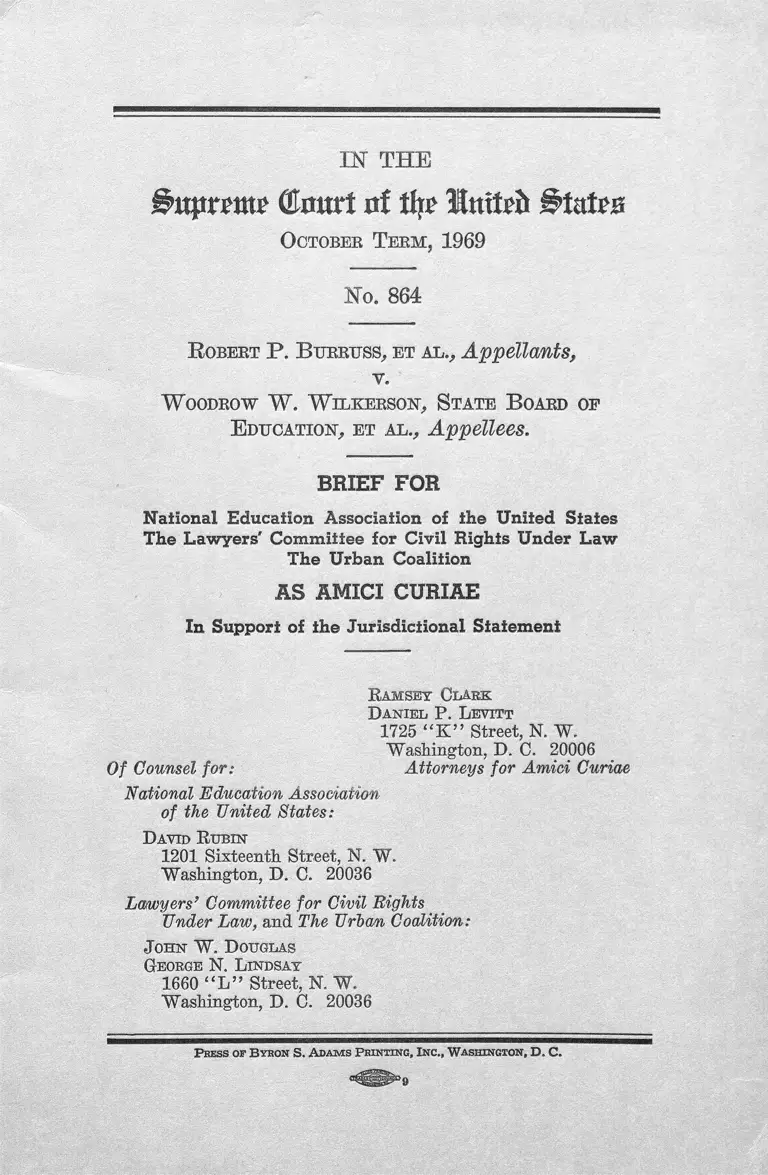 IN THE
Supreme Court of the United States
OCTOBER TERM, 1969
No. 864
ROBERT P. BURRUSS, ET AL., Appellants,
v.
WOODROW W. WILKERSON, STATE BOARD OF
EDUCATION, ET AL., Appellees.
BRIEF FOR
National Education Association of the United States
The Lawyers' Committee for Civil Rights Under Law
The Urban Coalition
AS AMICI CURIAE
In Support of the Jurisdictional Statement
RAMSEY CLARK
DANIEL P. LEVITT
1725 "K" Street, N. W.
Washington, D. C. 20006
Attorneys for Amici Curiae
Of Counsel for:
National Education Association
of the United States:
DAVID RUBIN
1201 Sixteenth Street, N. W.
Washington, D. C. 20036
Lawyers' Committee for Civil Rights
Under Law, and The Urban Coalition:
JOHN W. DOUGLAS
GEORGE N. LINDSAY
1660 "L" Street, N. W.
Washington, D. C. 20036
PRESS OF BYRON S. ADAMS PRINTING, INC., WASHINGTON, D. C.
9